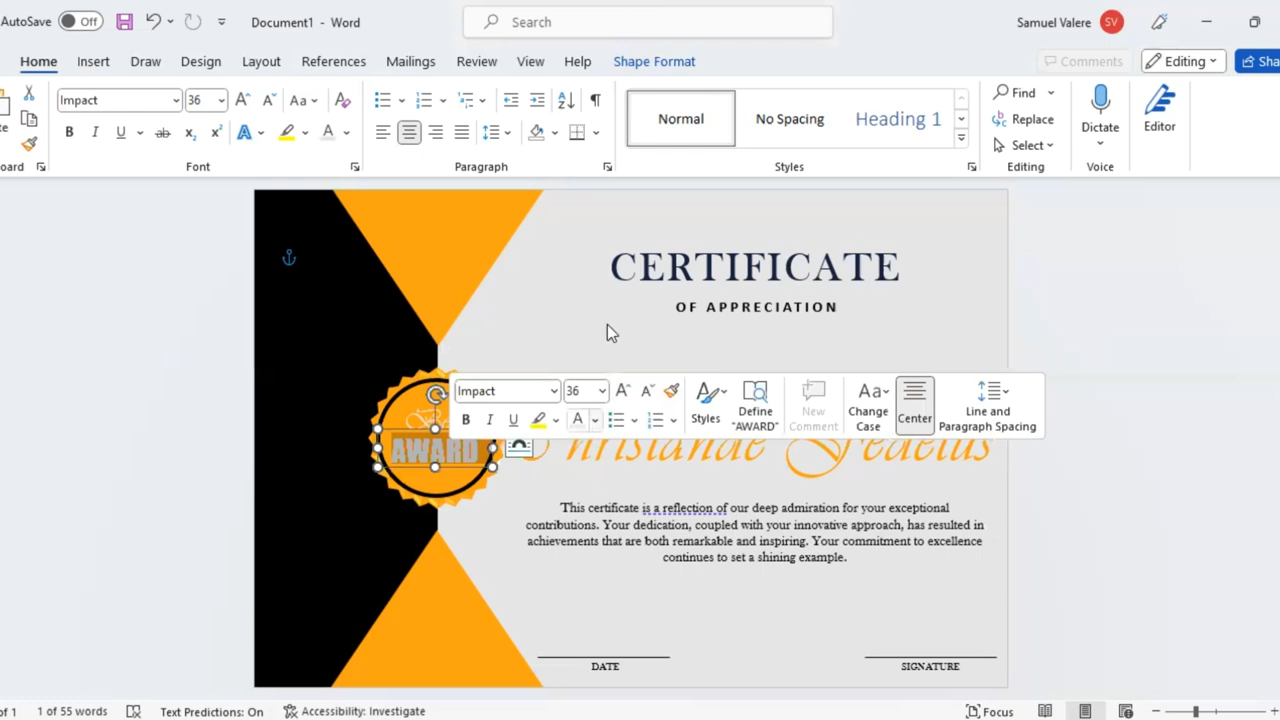 AutoSave Off Document1 - Word Search Samuel Valere SV
Home Insert Draw Design Layout References Mailings Review View Help Shape Format Comments Editing
Impact 36 Aa Find
Normal No Spacing Heading 1 Replace Dictate Editor
Select
Font Paragraph Styles Editing Voice
CERTIFICATE
OF APPRECIATION
Impact 36 Styles Define "AWARD" New Comment Change Case Center Line and Paragraph Spacing
AWARD
Christande Fedelus
This certificate is a reflection of our deep admiration for your exceptional
contributions. Your dedication, coupled with your innovative approach, has resulted in
achievements that are both remarkable and inspiring. Your commitment to excellence
continues to set a shining example.
DATE SIGNATURE
of 1 1 of 55 words Text Predictions: On Accessibility: Investigate Focus